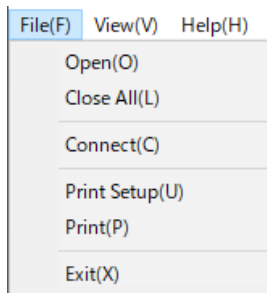 File(F) View(V) Help(H)
Open(O)
Close All(L)
Connect(C)
Print Setup(U)
Print(P)
Exit(X)